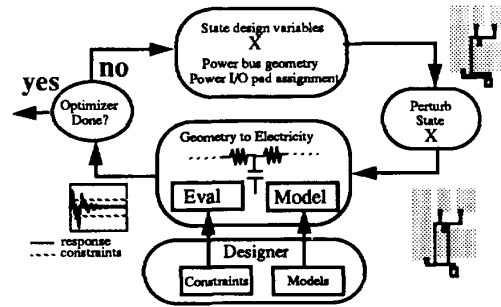 State design variables
X
Power bus geometry
Power I/O pad assignment
no
yes
Optimizer
Done?
Perturb
State
X
Geometry to Electricity
Eval
Model
response
constraints
Designer
Constraints
Models